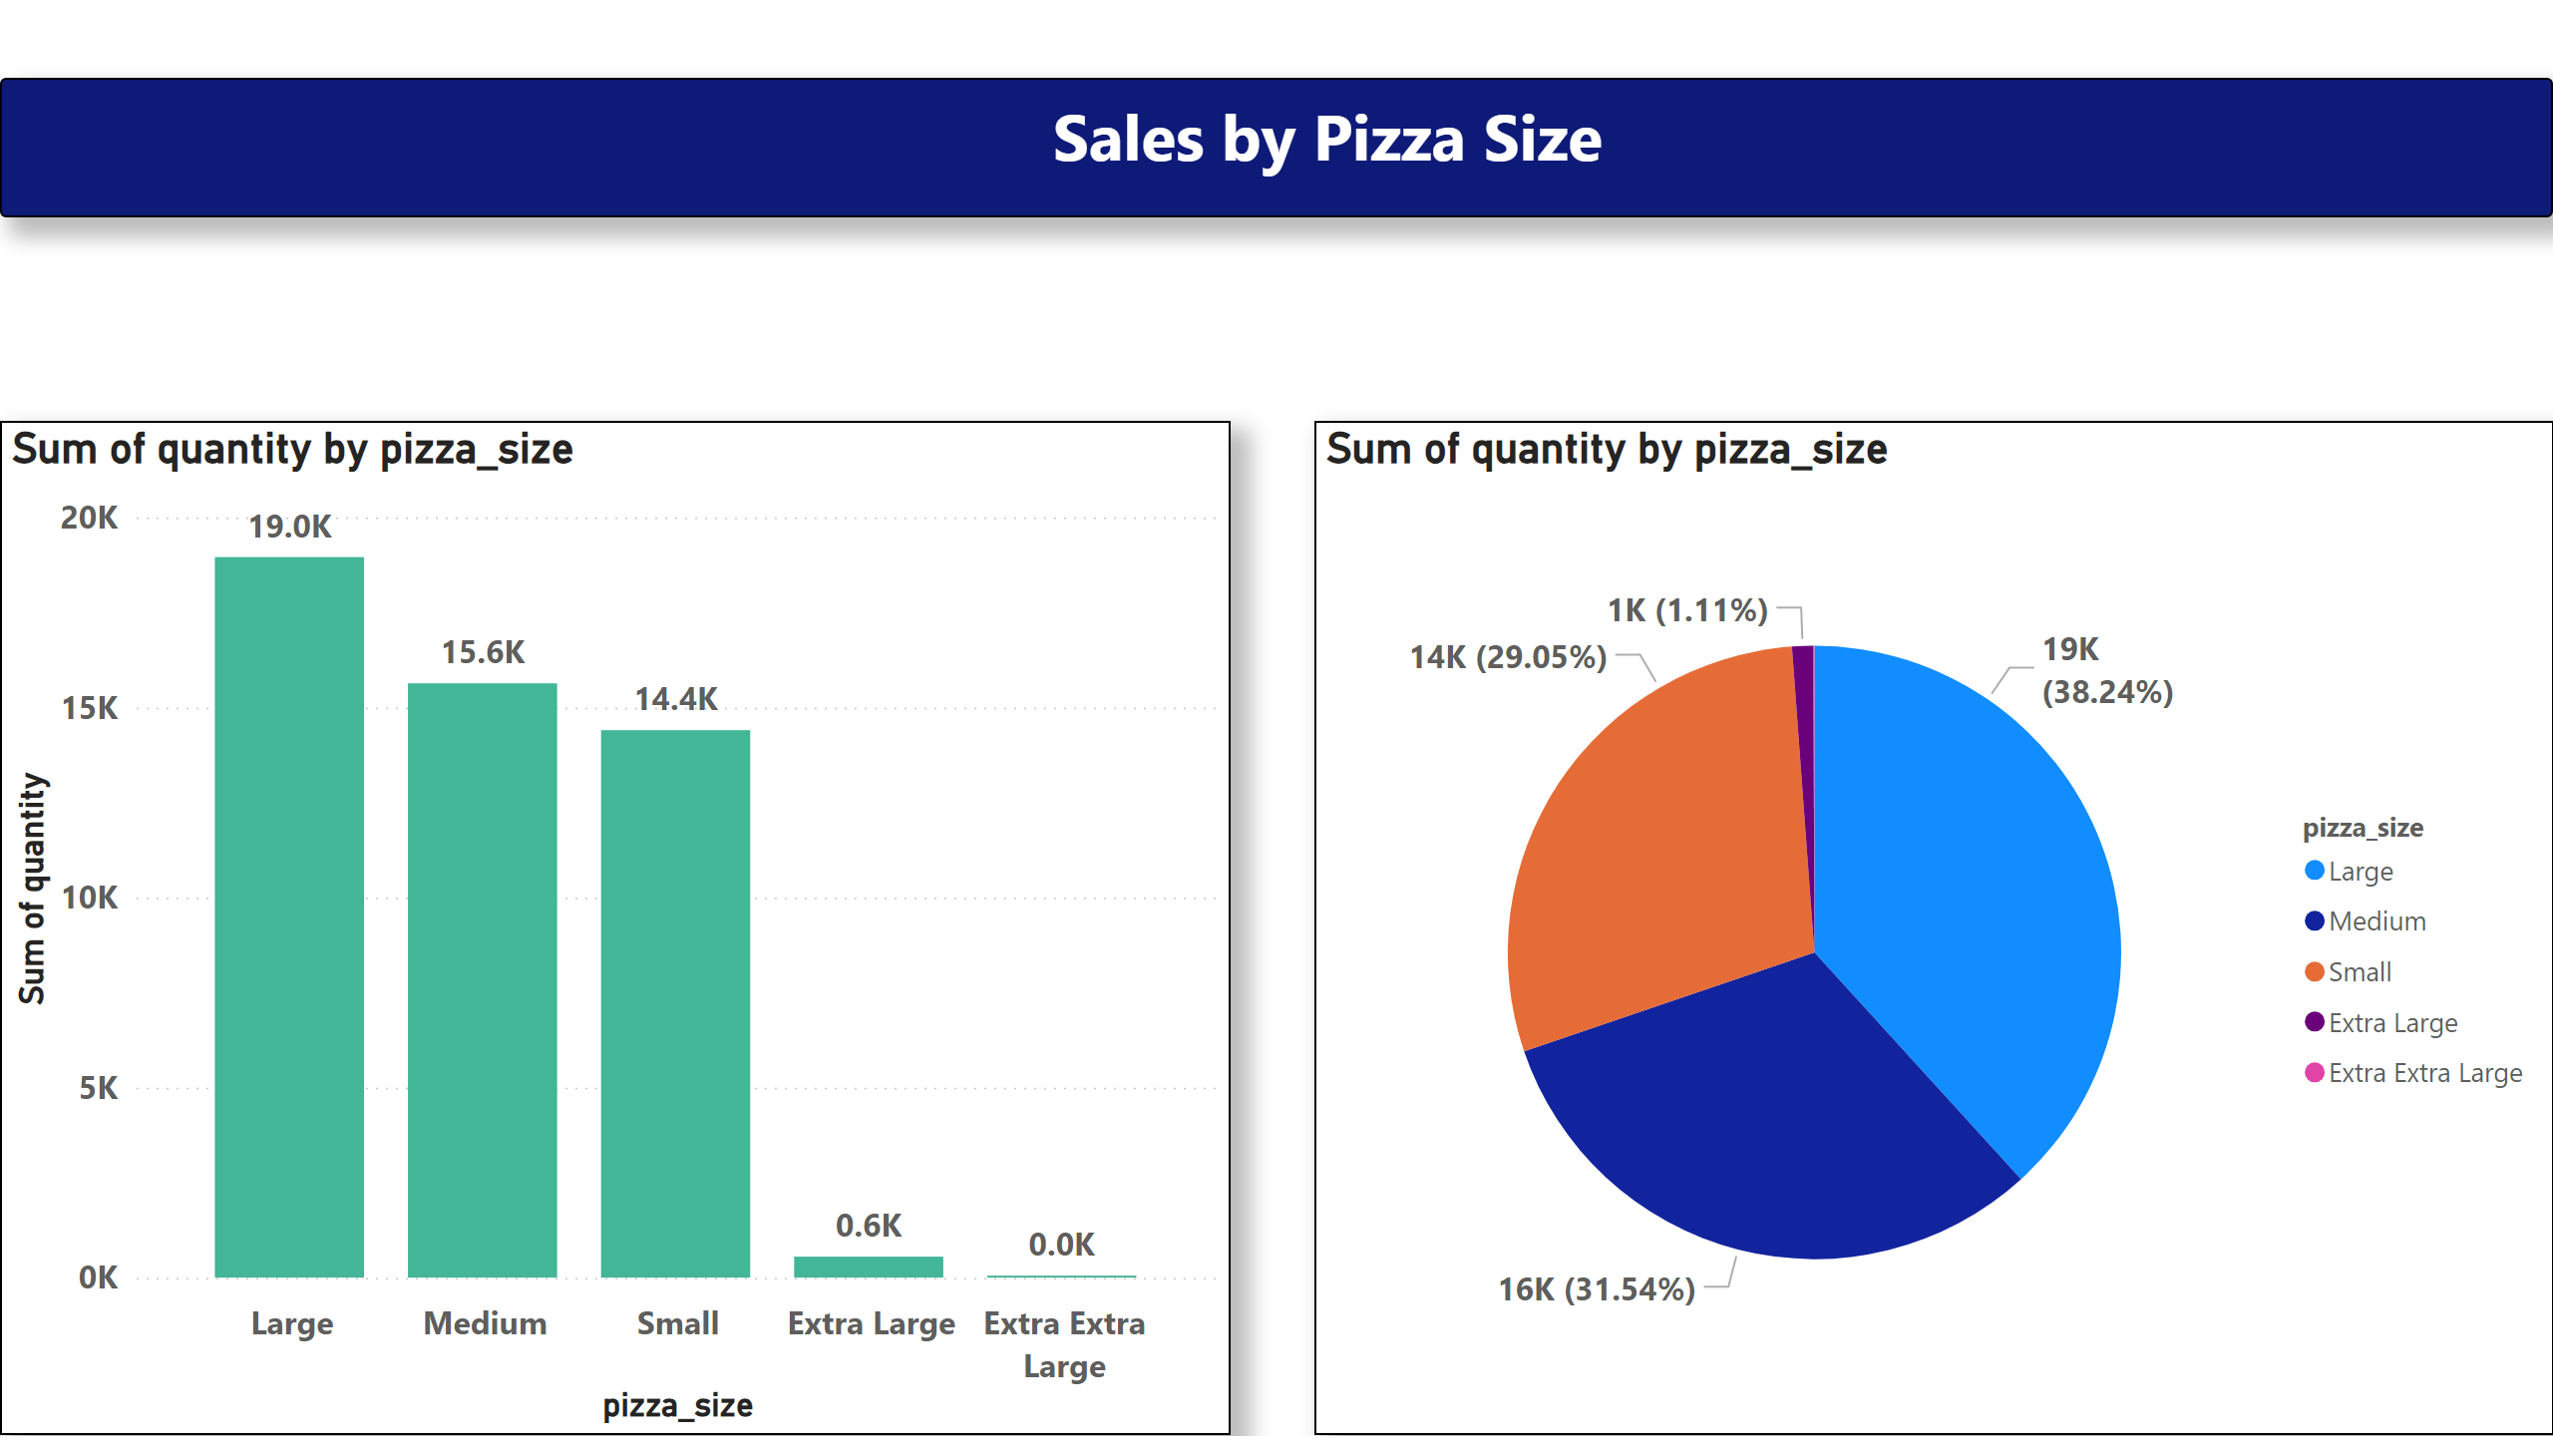 Sales by Pizza Size
Sum of quantity by pizza_size
20K
19.0K
15.6K
15K
14.4K
10K
5K
0.6K
0.0K
0K
Sum of quantity
Large
Medium
Small
Extra Large
Extra Extra
Large
pizza_size
Sum of quantity by pizza_size
1K (1.11%)
14K (29.05%)
19K
(38.24%)
16K (31.54%)
pizza_size
Large
Medium
Small
Extra Large
Extra Extra Large